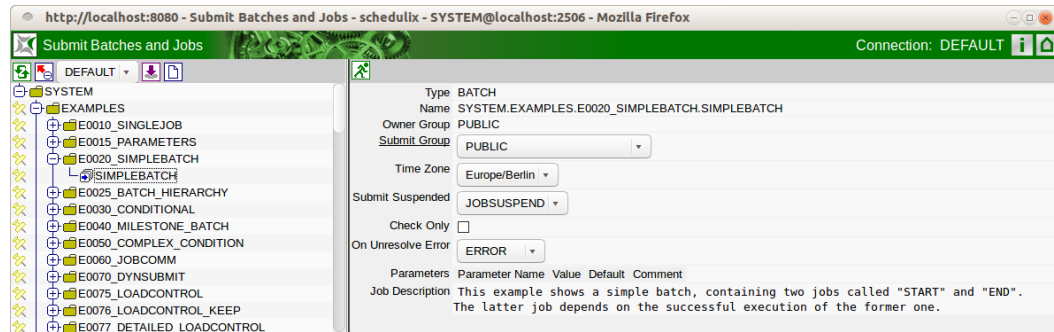 http://localhost:8080 - Submit Batches and Jobs - schedulix - SYSTEM@localhost:2506 - Mozilla Firefox
Submit Batches and Jobs
Connection: DEFAULT
DEFAULT
SYSTEM
EXAMPLES
E0010_SINGLEJOB
E0015_PARAMETERS
E0020_SIMPLEBATCH
SIMPLEBATCH
E0025_BATCH_HIERARCHY
E0030_CONDITIONAL
E0040_MILESTONE_BATCH
E0050_COMPLEX_CONDITION
E0060_JOBCOMM
E0070_DYNSUBMIT
E0075_LOADCONTROL
E0076_LOADCONTROL_KEEP
E0077_DETAILED_LOADCONTROL
Type BATCH
Name SYSTEM.EXAMPLES.E0020_SIMPLEBATCH.SIMPLEBATCH
Owner Group PUBLIC
Submit Group PUBLIC
Time Zone Europe/Berlin
Submit Suspended JOBSUSPEND
Check Only
On Unresolve Error ERROR
Parameters Parameter Name Value Default Comment
Job Description This example shows a simple batch, containing two jobs called "START" and "END".
The latter job depends on the successful execution of the former one.